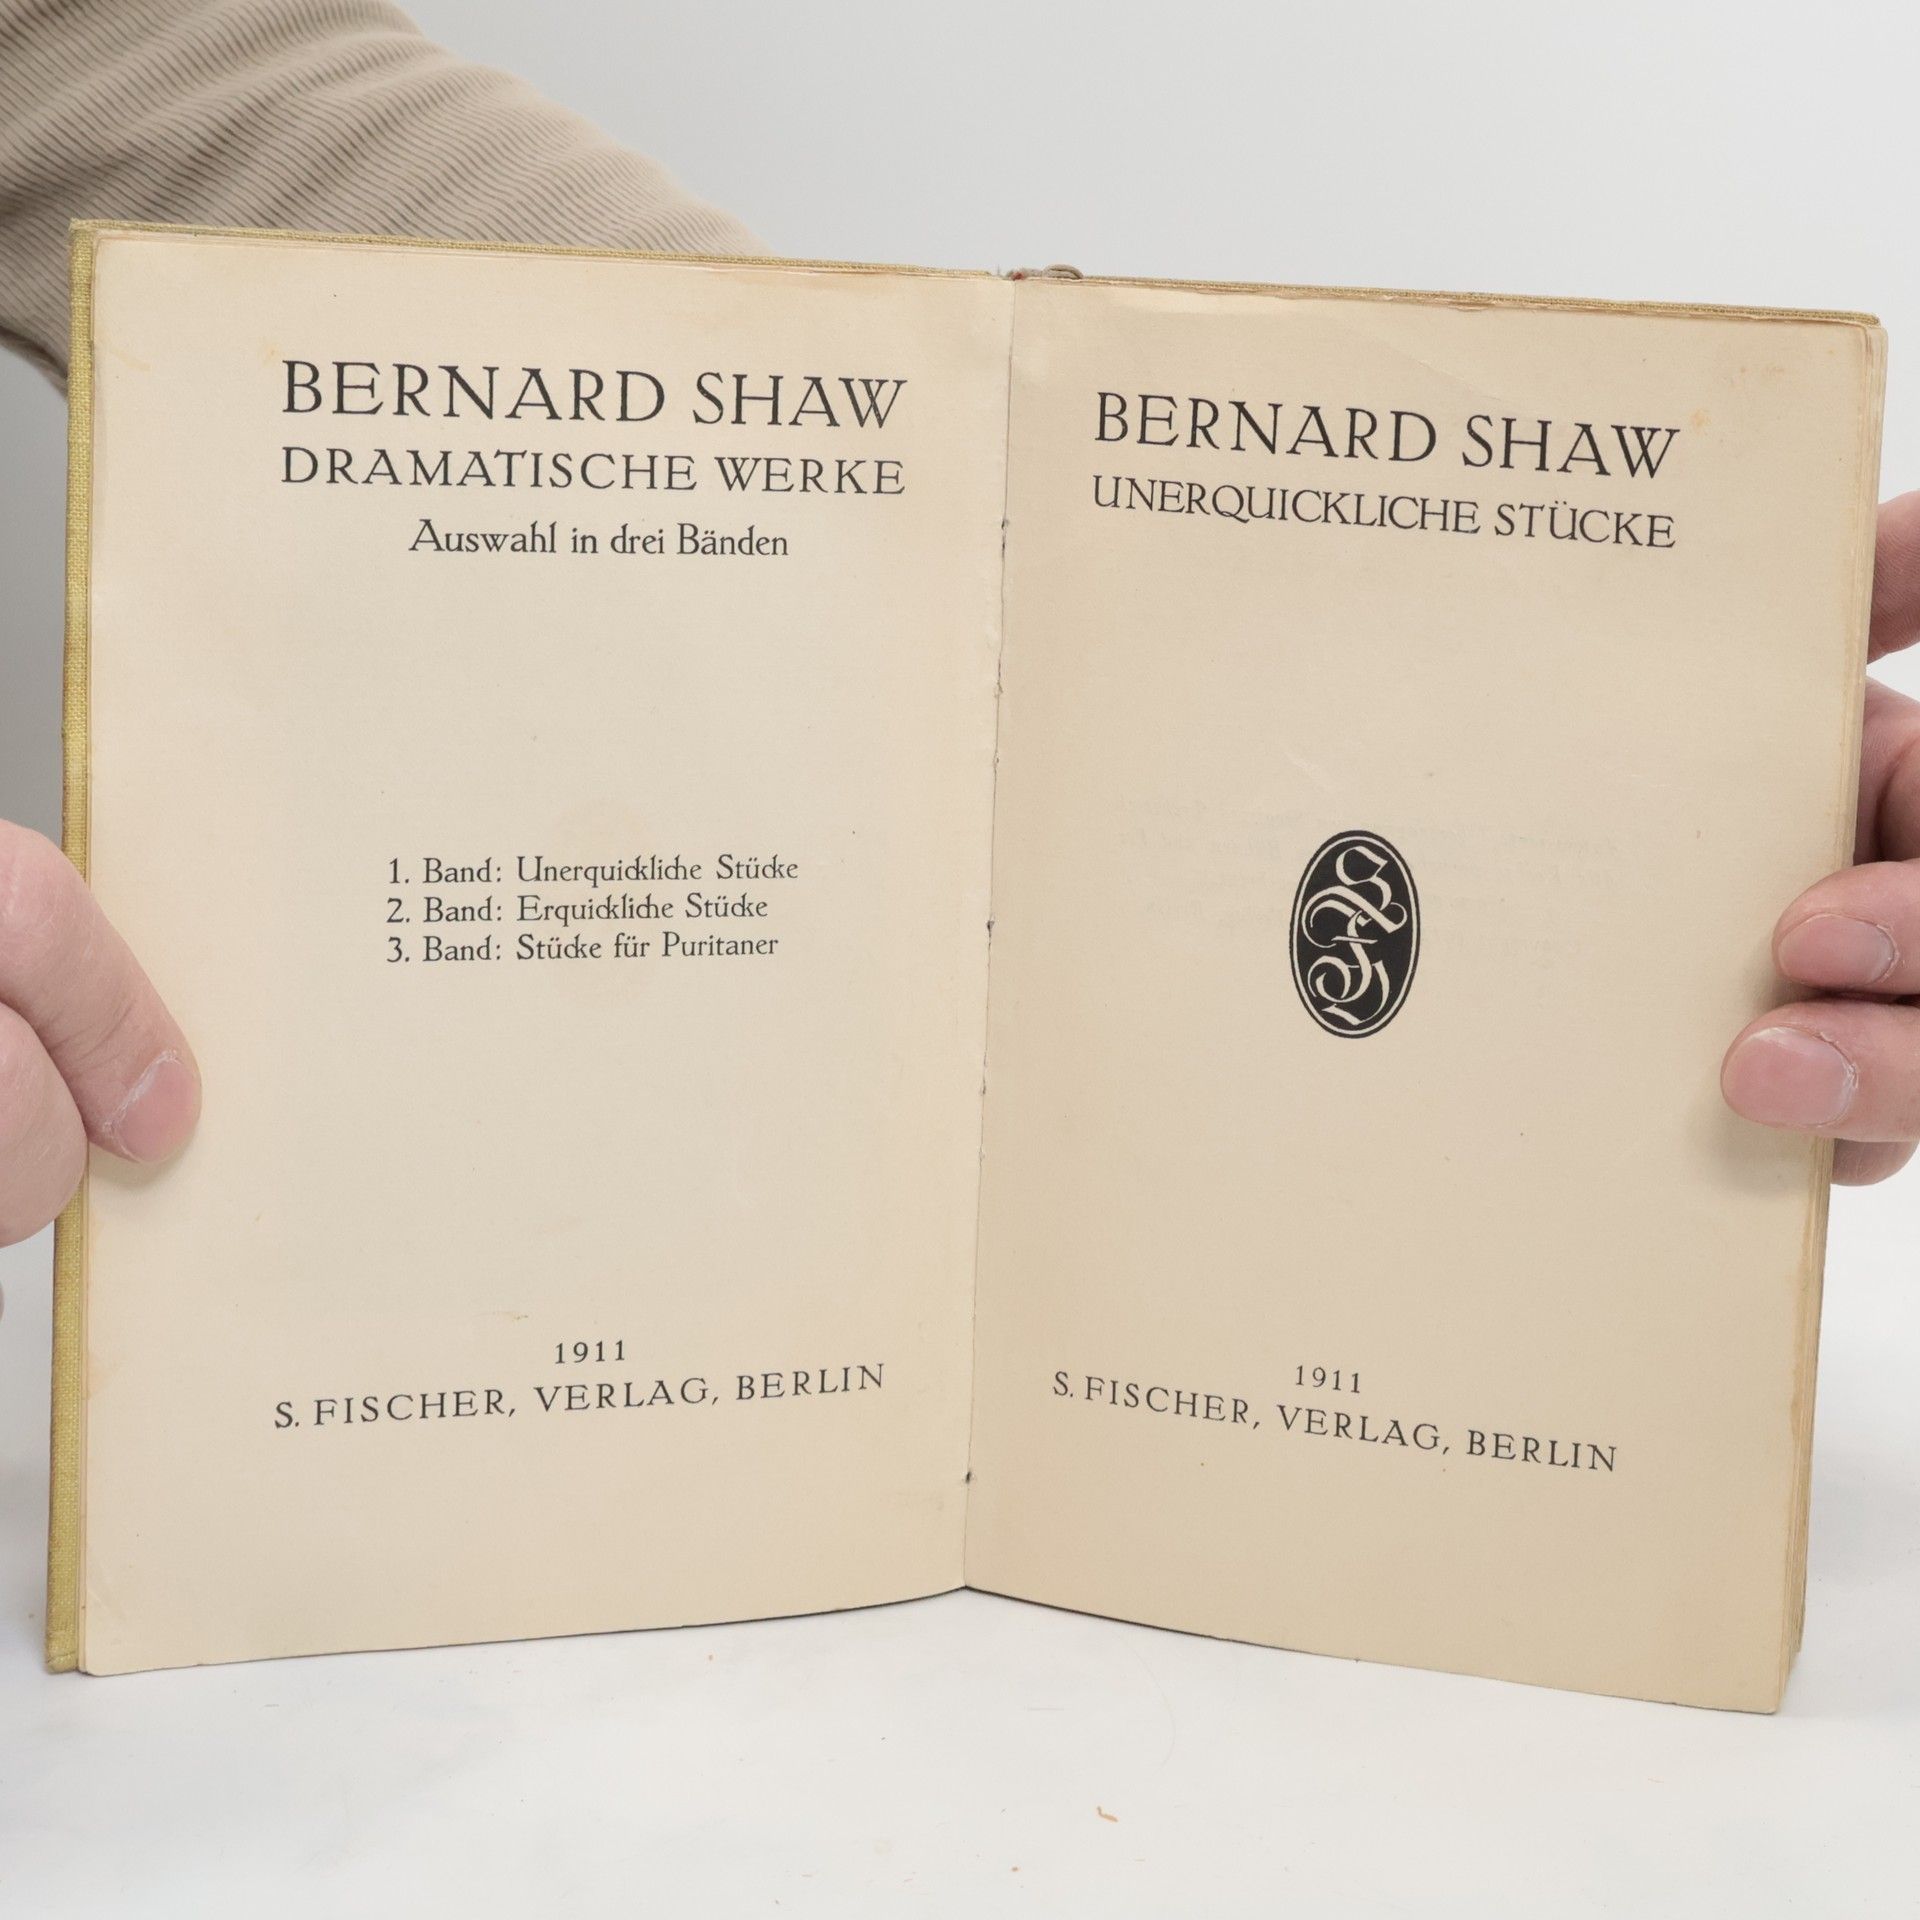 BERNARD SHAW
DRAMATISCHE WERKE
Auswahl in drei Bänden
1. Band: Unerquickliche Stücke
2. Band: Erquickliche Stücke
3. Band: Stücke für Puritaner
1911
S. FISCHER, VERLAG, BERLIN
BERNARD SHAW
UNERQUICKLICHE STÜCKE
SFV
1911
S. FISCHER, VERLAG, BERLIN